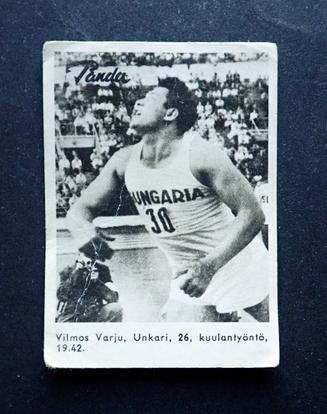 Panda
UNGARIA
30
Vilmos Varju, Unkari, 26, kuulantyöntö,
19.42.